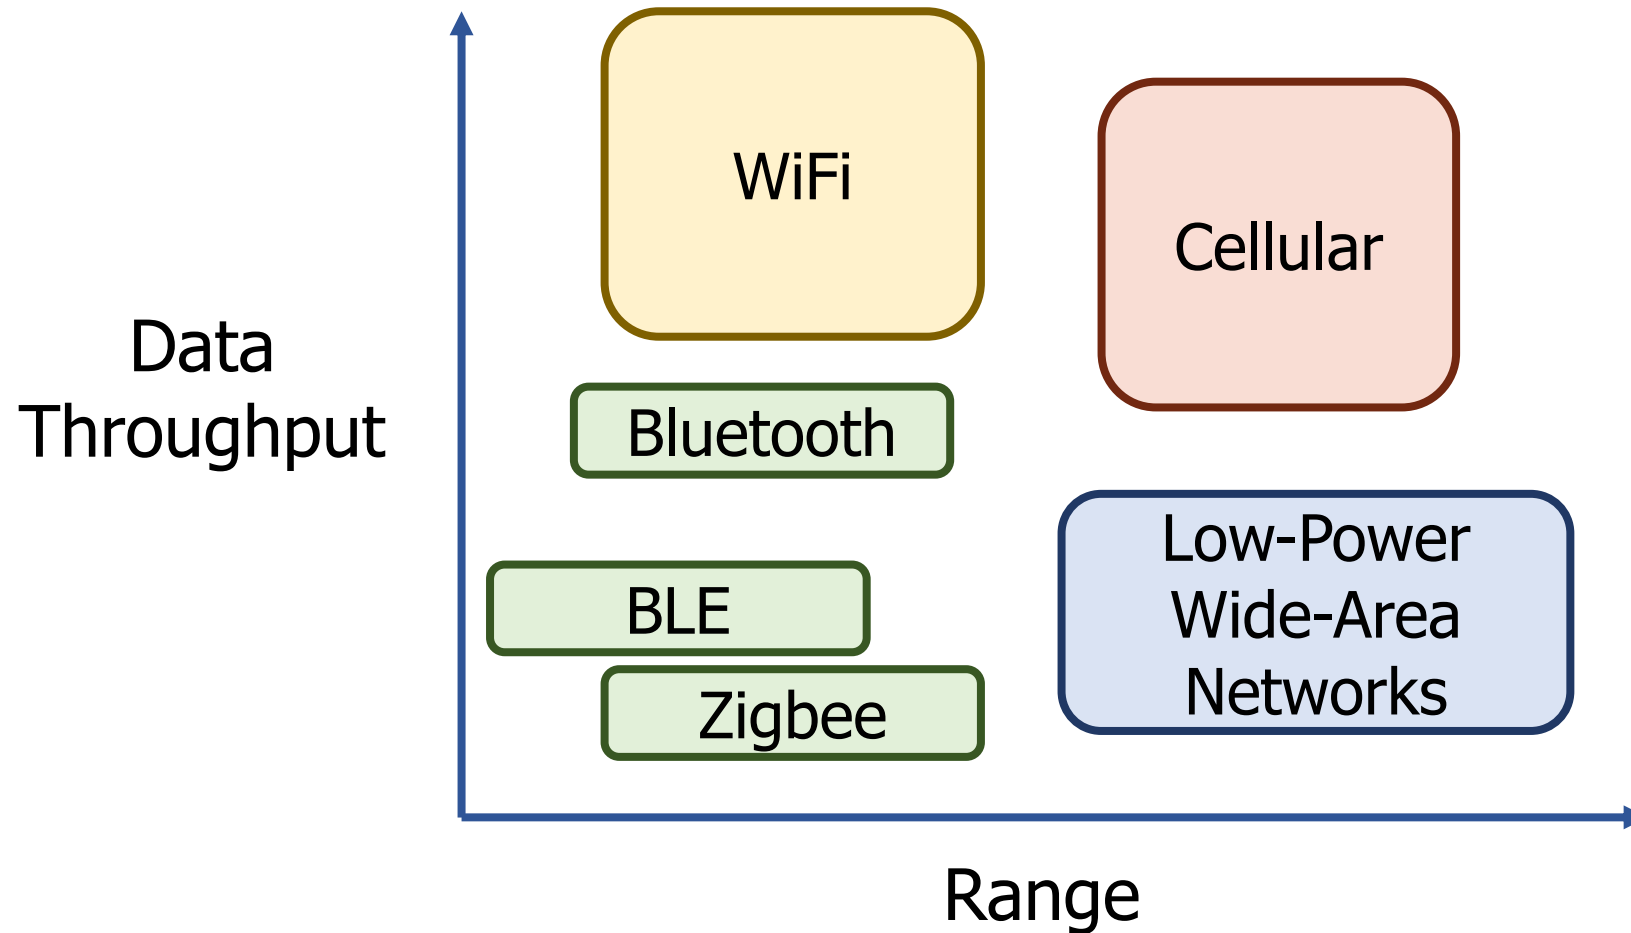 WiFi
Cellular
Data
Throughput
Bluetooth
Low-Power
Wide-Area
Networks
BLE
Zigbee
Range